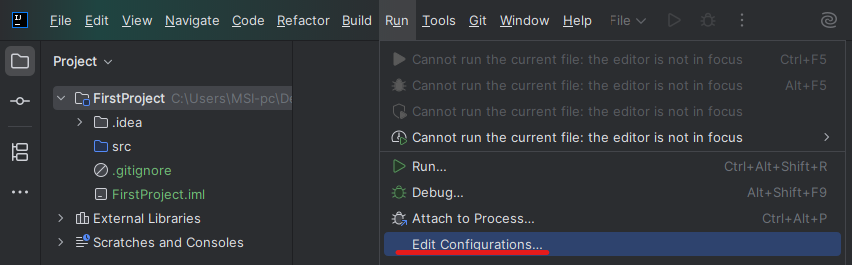 IJ File Edit View Navigate Code Refactor Build Run Tools Git Window Help File
Project
Cannot run the current file: the editor is not in focus Ctrl+F5
Cannot run the current file: the editor is not in focus Alt+F5
FirstProject C:\Users\MSI-pc\De
Cannot run the current file: the editor is not in focus
.idea
Cannot run the current file: the editor is not in focus
src
Run... Ctrl+Alt+Shift+R
.gitignore
Debug... Alt+Shift+F9
FirstProject.iml
External Libraries
Attach to Process... Ctrl+Alt+P
Scratches and Consoles
Edit Configurations...